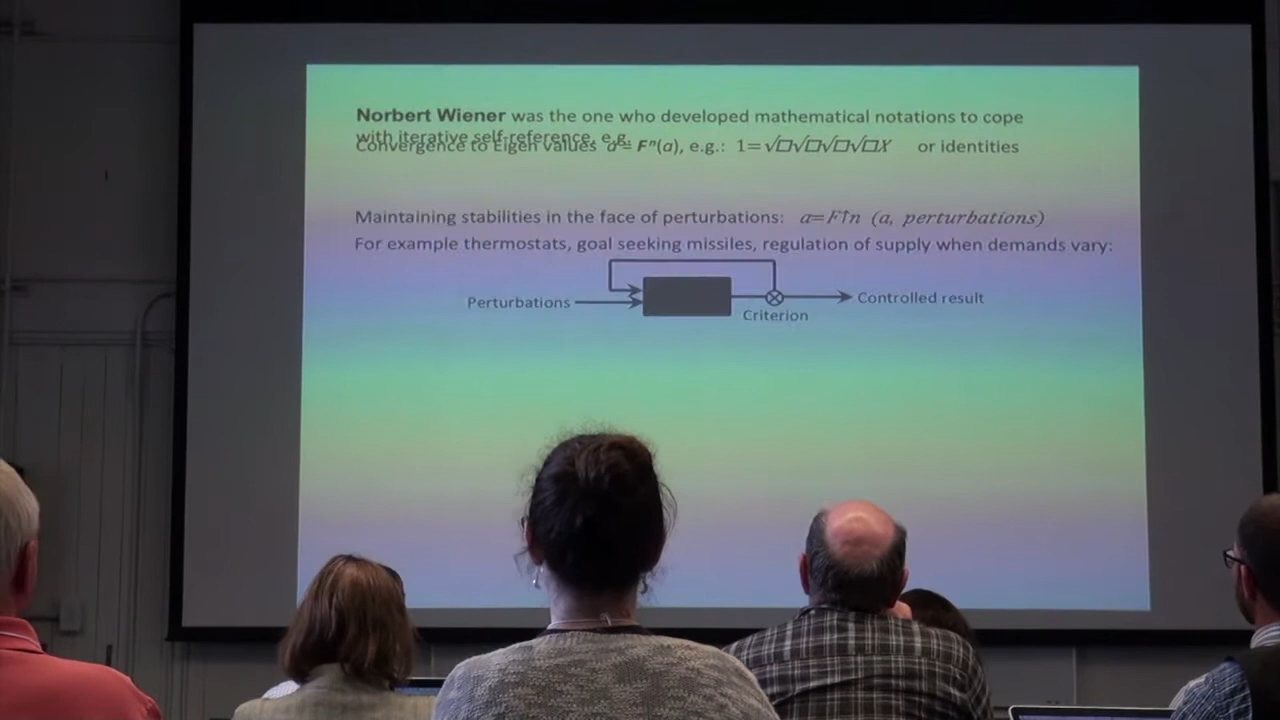 Norbert Wiener was the one who developed mathematical notations to cope
with iterative self-reference, e.g.
Convergence to Eigen values a = Fⁿ(a), e.g.: 1=√□√□√□√□X or identities
Maintaining stabilities in the face of perturbations: a=F↑n (a, perturbations)
For example thermostats, goal seeking missiles, regulation of supply when demands vary:
Perturbations
Controlled result
Criterion